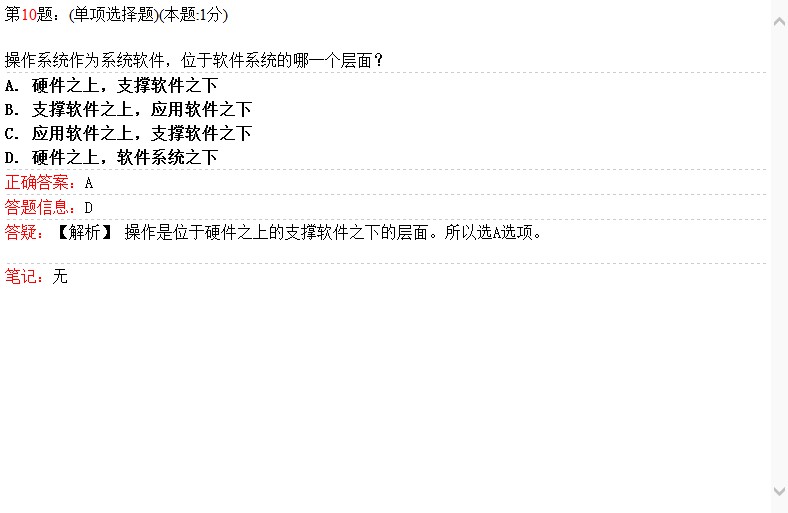 第10题：(单项选择题)(本题:1分)
操作系统作为系统软件，位于软件系统的哪一个层面？
A. 硬件之上，支撑软件之下
B. 支撑软件之上，应用软件之下
C. 应用软件之上，支撑软件之下
D. 硬件之上，软件系统之下
正确答案：A
答题信息：D
答疑：【解析】 操作是位于硬件之上的支撑软件之下的层面。所以选A选项。
笔记：无